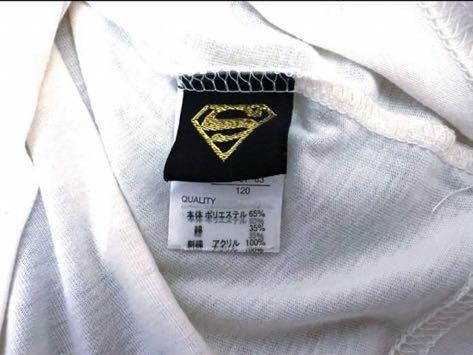 S
120
QUALITY
本体 ポリエステル 65%
綿 35%
刺繍 アクリル 100%